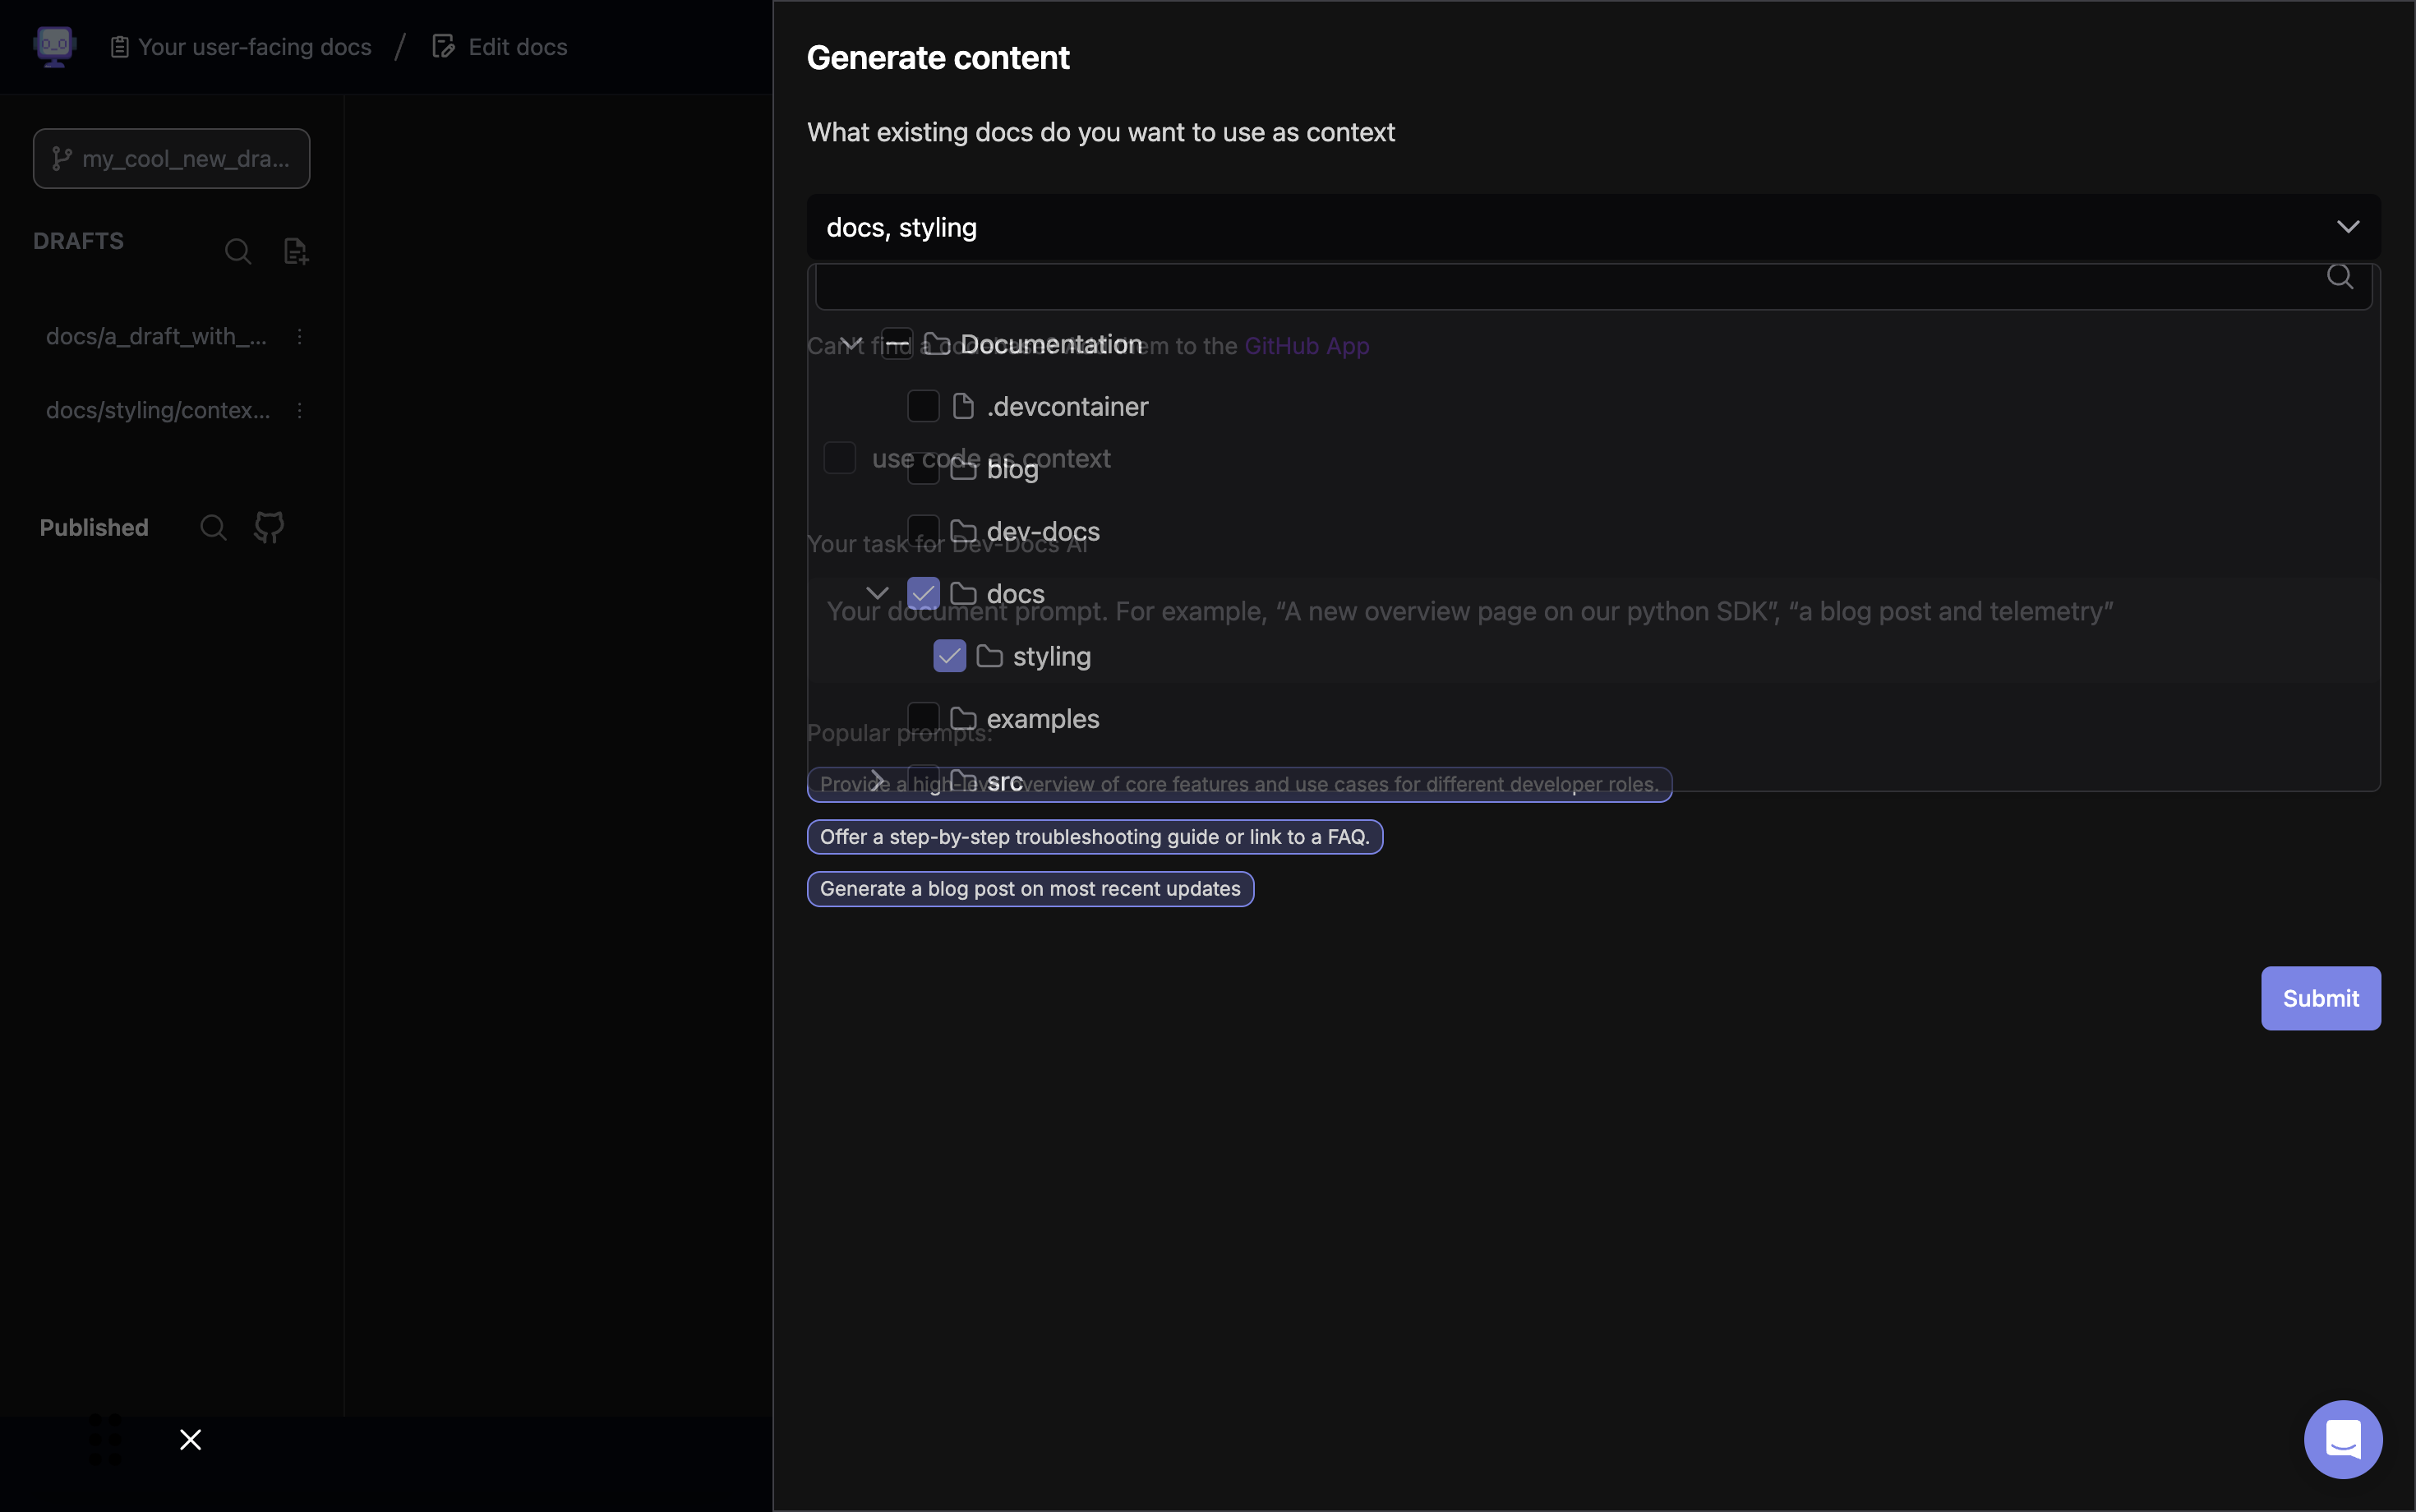 Your user-facing docs / Edit docs
my_cool_new_dra...
DRAFTS
docs/a_draft_with_...
docs/styling/contex...
Published
Generate content
What existing docs do you want to use as context
docs, styling
Documentation
Can't find a codebase? Add them to the GitHub App
.devcontainer
use code as context
blog
dev-docs
Your task for Dev-Docs AI
docs
Your document prompt. For example, “A new overview page on our python SDK”, “a blog post and telemetry”
styling
examples
Popular prompts:
src
Provide a high-level overview of core features and use cases for different developer roles.
Offer a step-by-step troubleshooting guide or link to a FAQ.
Generate a blog post on most recent updates
Submit